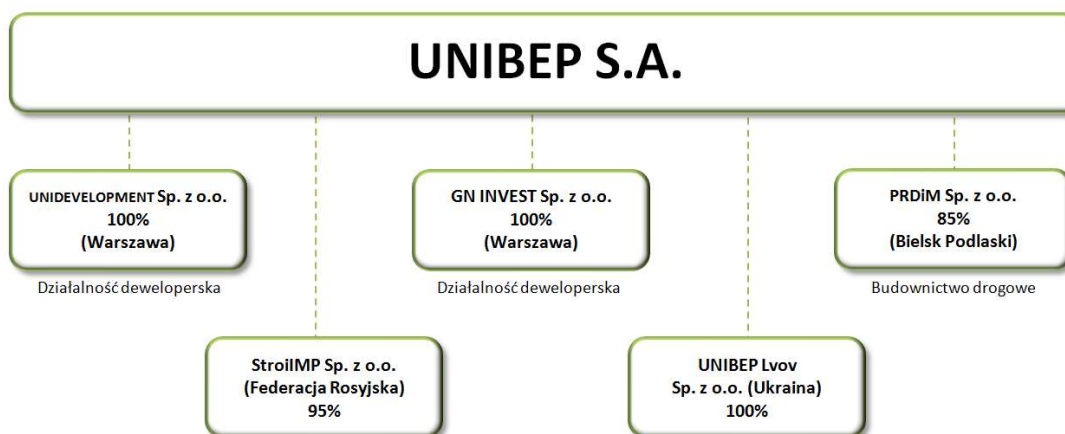 UNIBEP S.A.
UNIDEVELOPMENT Sp. z o.o.
100%
(Warszawa)
Działalność deweloperska
GN INVEST Sp. z o.o.
100%
(Warszawa)
Działalność deweloperska
PRDiM Sp. z o.o.
85%
(Bielsk Podlaski)
Budownictwo drogowe
StroiIMP Sp. z o.o.
(Federacja Rosyjska)
95%
UNIBEP Lvov
Sp. z o.o. (Ukraina)
100%